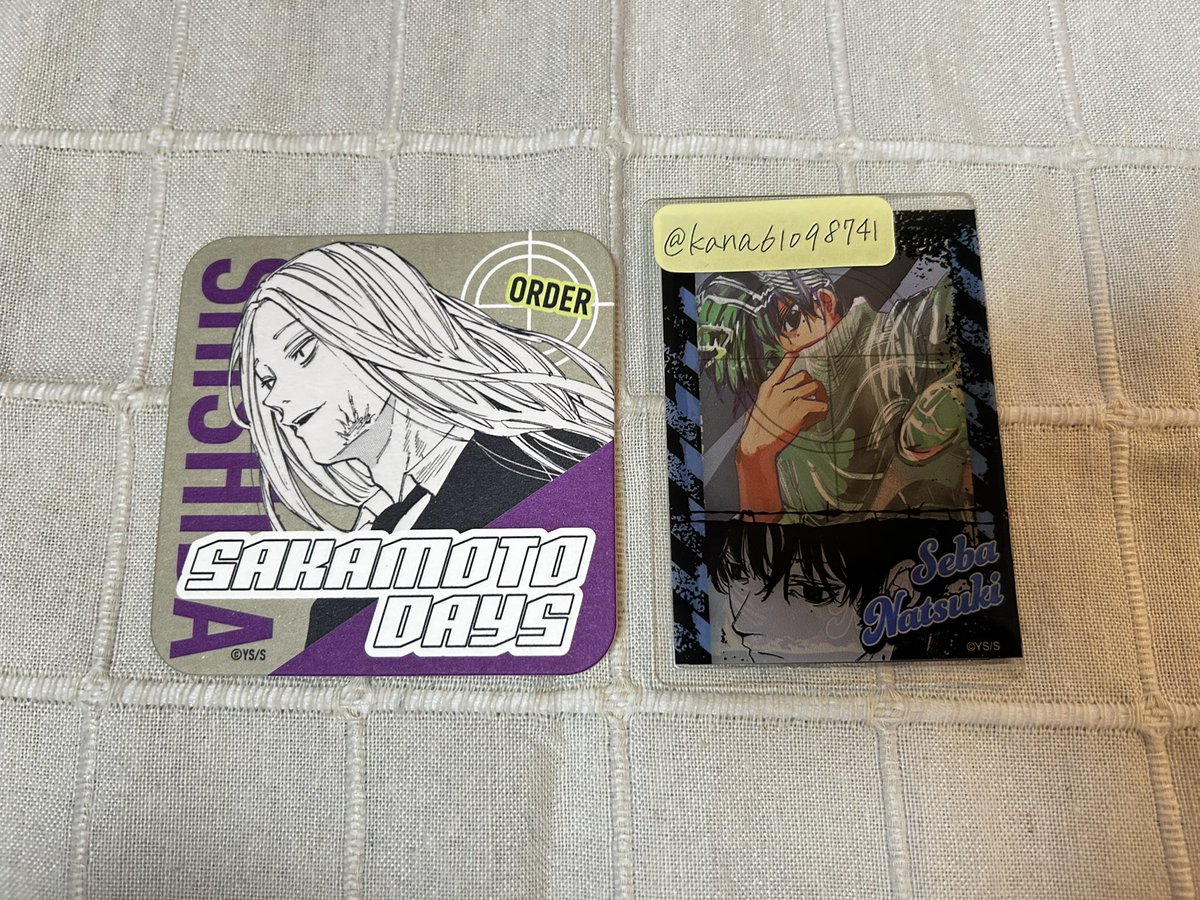 SHISHIBA
ORDER
SAKAMOTO
DAYS
©YS/S
@kana61098741
Seba
Natsuki
©YS/S